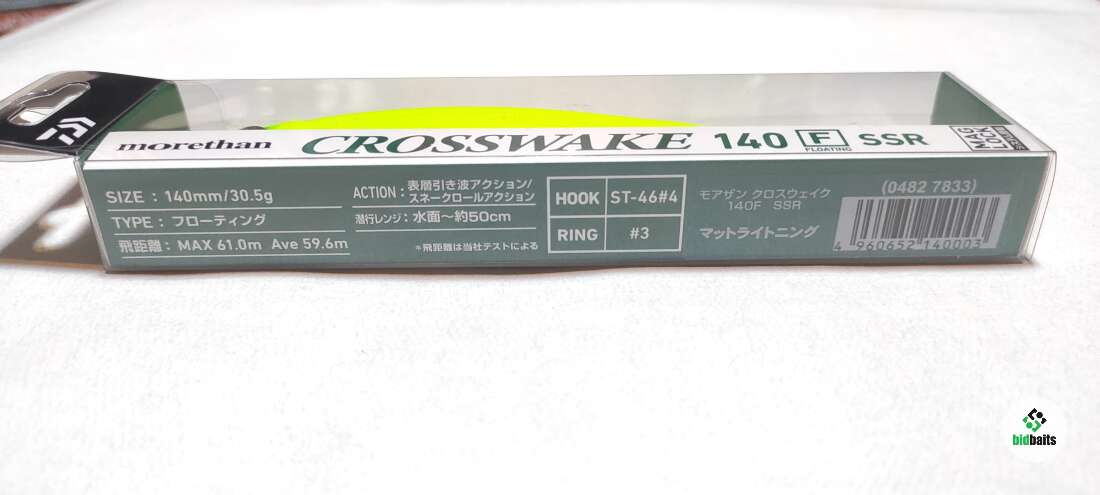 morethan CROSSWAKE 140 F FLOATING SSR
MAG
LOCK
SIZE : 140mm/30.5g
TYPE : フローティング
飛距離 : MAX 61.0m Ave 59.6m
ACTION : 表層引き波アクション/
スネークロールアクション
潜行レンジ : 水面～約50cm
*飛距離は当社テストによる
HOOK ST-46#4
RING #3
モアザン クロスウェイク
140F SSR
マットライトニング
(0482 7833)
4 960652 140003
bidbaits